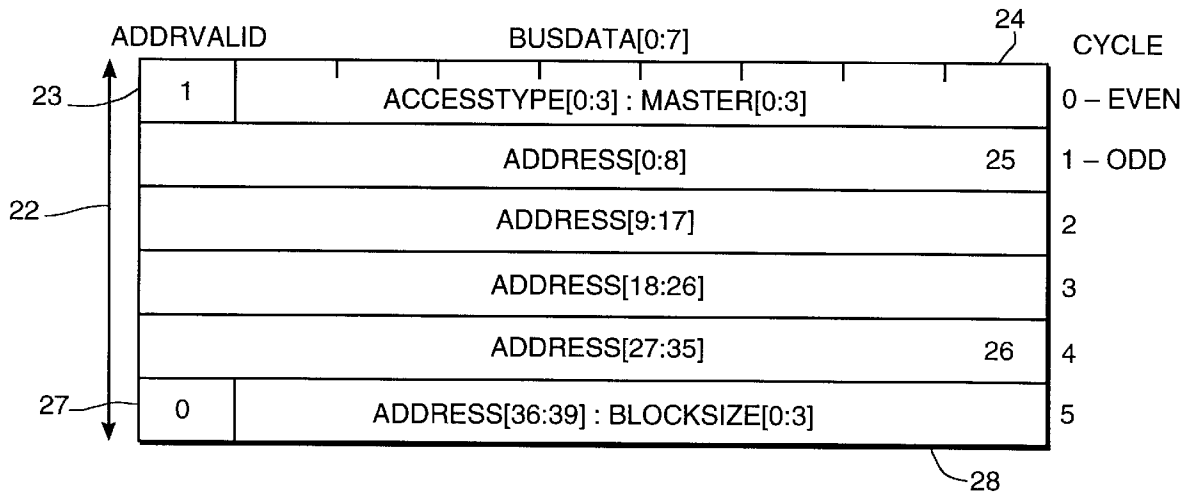 24
ADDRVALID BUSDATA[0:7] CYCLE
23 1 ACCESSTYPE[0:3] : MASTER[0:3] 0 – EVEN
ADDRESS[0:8] 25 1 – ODD
22 ADDRESS[9:17] 2
ADDRESS[18:26] 3
ADDRESS[27:35] 26 4
27 0 ADDRESS[36:39] : BLOCKSIZE[0:3] 5
28